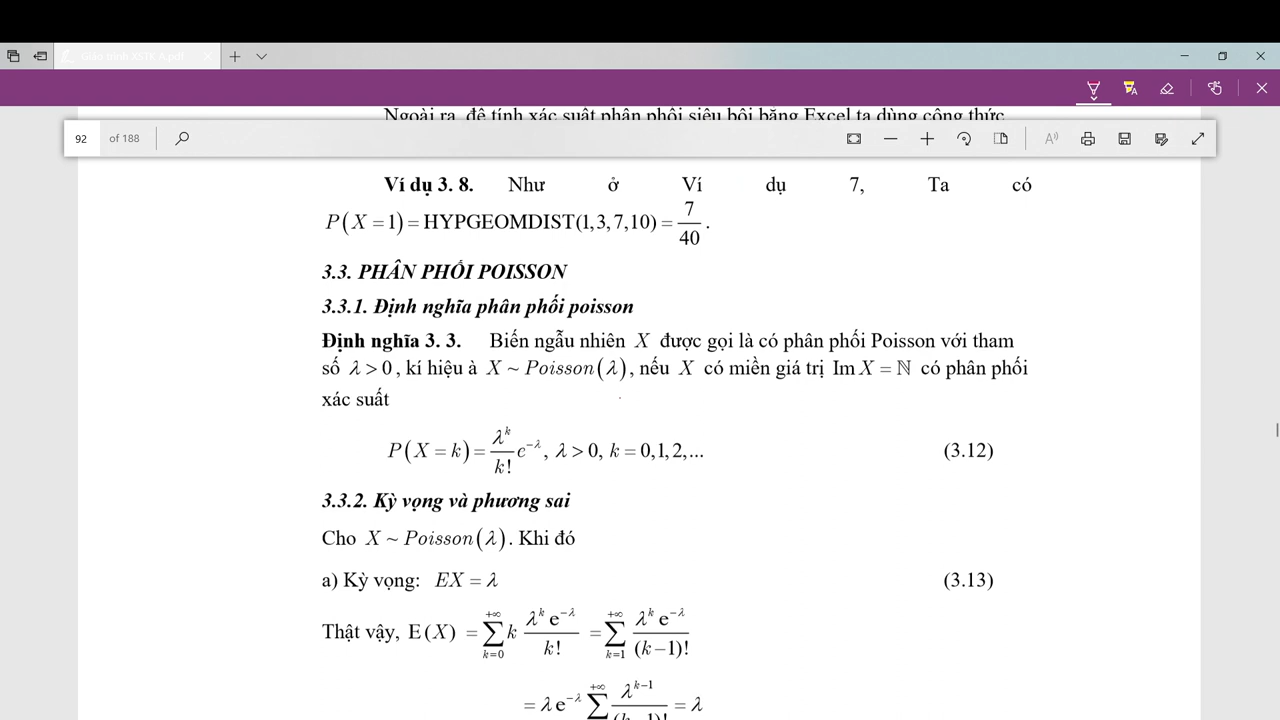 Giáo trình XSTK A.pdf
Ngoài ra, để tính xác suất phân phối siêu bội bằng Excel ta dùng công thức
92 of 188
Ví dụ 3. 8. Như ở Ví dụ 7, Ta có
P(X = 1) = HYPGEOMDIST(1,3,7,10) = 7/40.
3.3. PHÂN PHỐI POISSON
3.3.1. Định nghĩa phân phối poisson
Định nghĩa 3. 3. Biến ngẫu nhiên X được gọi là có phân phối Poisson với tham
số λ > 0, kí hiệu à X ~ Poisson(λ), nếu X có miền giá trị Im X = ℕ có phân phối
xác suất
P(X = k) = λ^k/k! e^{−λ}, λ > 0, k = 0,1,2,... (3.12)
3.3.2. Kỳ vọng và phương sai
Cho X ~ Poisson(λ). Khi đó
a) Kỳ vọng: EX = λ (3.13)
Thật vậy, E(X) = ∑_{k=0}^{+∞} k λ^k e^{−λ}/k! = ∑_{k=1}^{+∞} λ^k e^{−λ}/(k−1)!
= λ e^{−λ} ∑^{+∞} λ^{k−1}/(k−1)! = λ